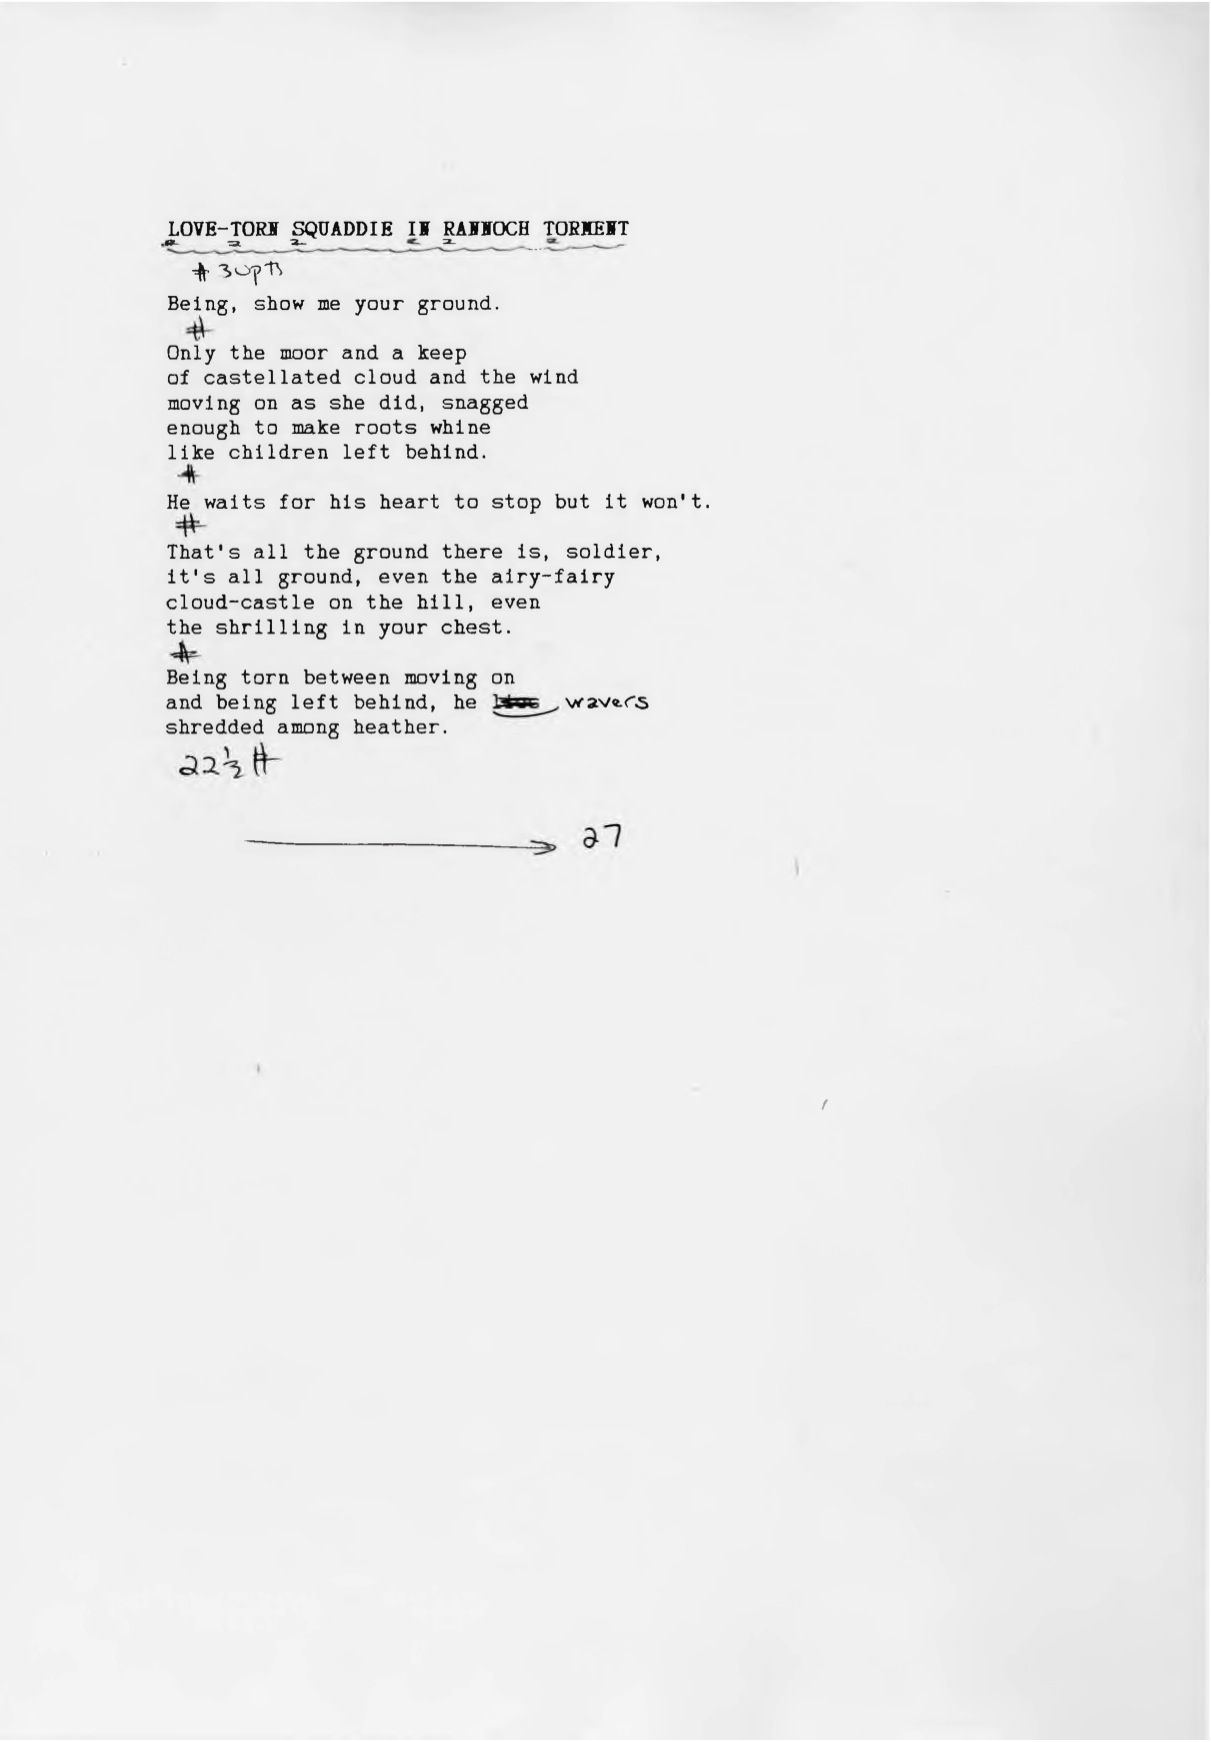 LOVE-TORN SQUADDIE IN RANNOCH TORMENT
# 30pts
Being, show me your ground.
#
Only the moor and a keep
of castellated cloud and the wind
moving on as she did, snagged
enough to make roots whine
like children left behind.
#
He waits for his heart to stop but it won't.
#
That's all the ground there is, soldier,
it's all ground, even the airy-fairy
cloud-castle on the hill, even
the shrilling in your chest.
#
Being torn between moving on
and being left behind, he wavers
shredded among heather.
22½ #
→ 27